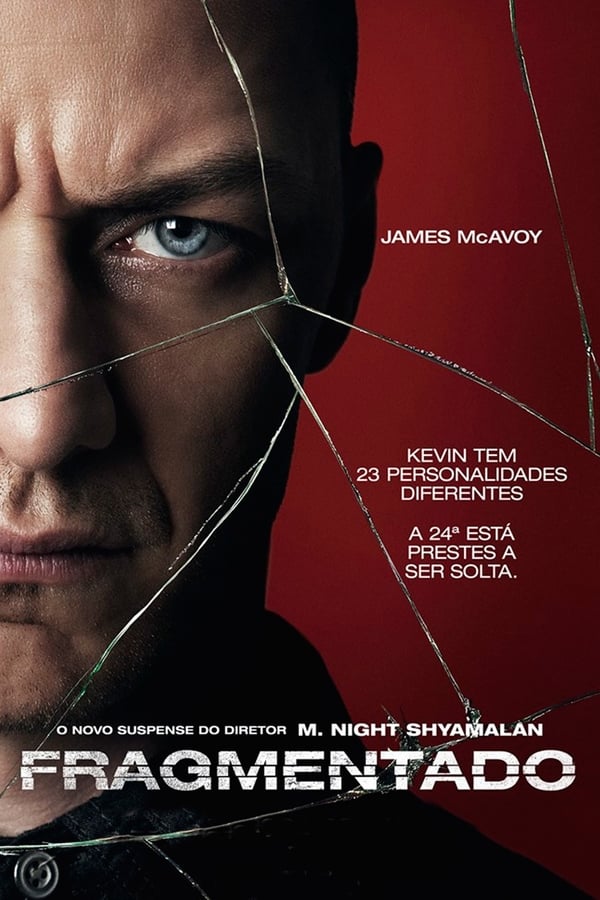 JAMES McAVOY
KEVIN TEM
23 PERSONALIDADES
DIFERENTES
A 24ª ESTÁ
PRESTES A
SER SOLTA.
O NOVO SUSPENSE DO DIRETOR M. NIGHT SHYAMALAN
FRAGMENTADO